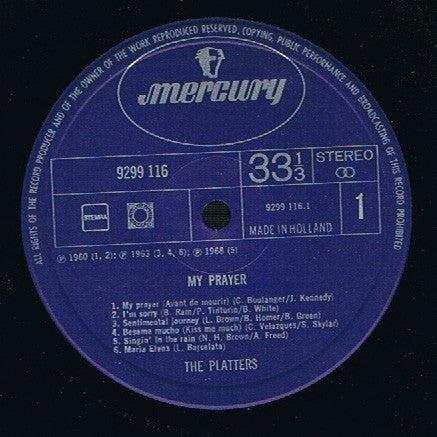 ALL RIGHTS OF THE RECORD PRODUCER AND OF THE OWNER OF THE WORK REPRODUCED RESERVED. COPYING, PUBLIC PERFORMANCE AND BROADCASTING OF THIS RECORD PROHIBITED
mercury
9299 116
33 1/3
STEREO
STEMRA
9299 116.1
1
MADE IN HOLLAND
℗ 1960 (1, 2); ℗ 1963 (3, 4, 6); ℗ 1968 (5)
MY PRAYER
1. My prayer (Avant de mourir) (C. Boulanger/J. Kennedy)
2. I'm sorry (B. Ram/P. Tinturin/B. White)
3. Sentimental journey (L. Brown/B. Homer/B. Green)
4. Besame mucho (Kiss me much) (C. Velazques/S. Skylar)
5. Singin' in the rain (N. H. Brown/A. Freed)
6. Maria Elena (L. Barcelata)
THE PLATTERS